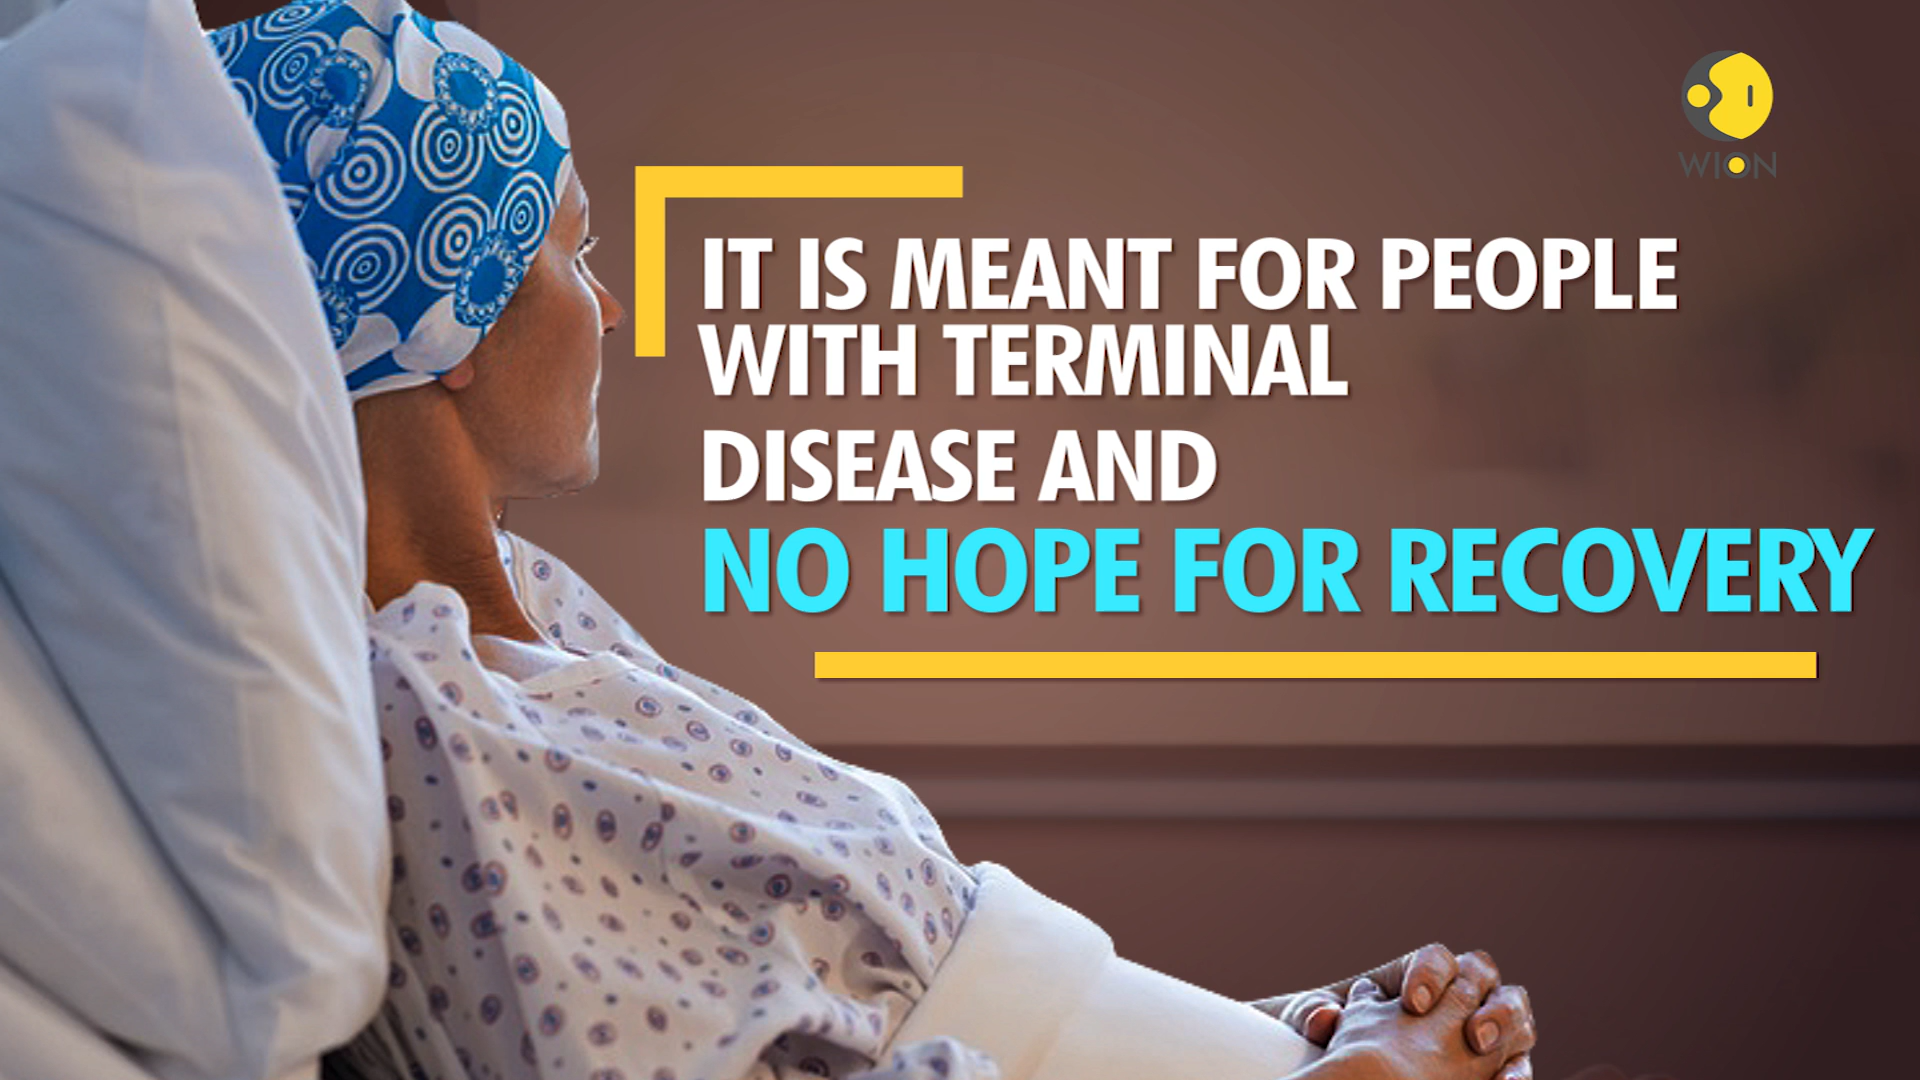 WION
IT IS MEANT FOR PEOPLE
WITH TERMINAL
DISEASE AND
NO HOPE FOR RECOVERY